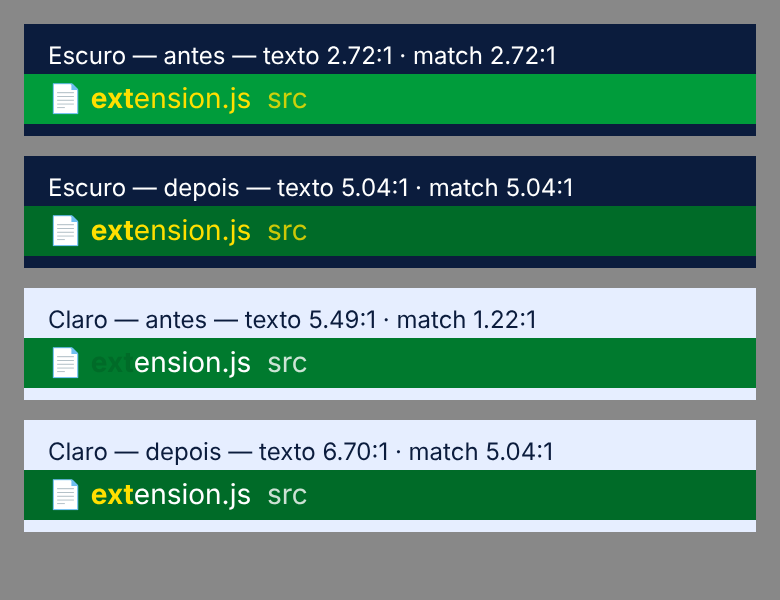 Escuro — antes — texto 2.72:1 · match 2.72:1
extension.js src
Escuro — depois — texto 5.04:1 · match 5.04:1
extension.js src
Claro — antes — texto 5.49:1 · match 1.22:1
extension.js src
Claro — depois — texto 6.70:1 · match 5.04:1
extension.js src